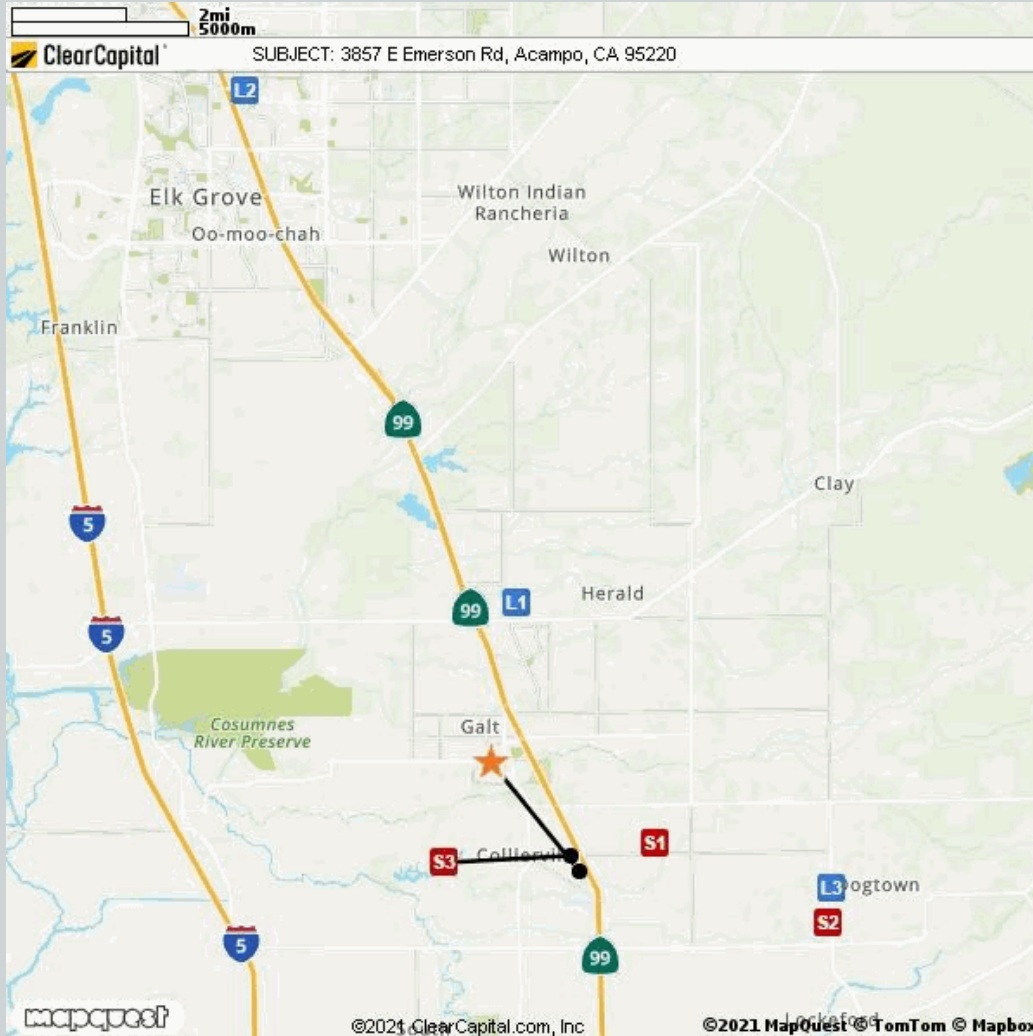 2mi
5000m
ClearCapital
SUBJECT: 3857 E Emerson Rd, Acampo, CA 95220
L2
Elk Grove
Wilton Indian
Rancheria
Oo-moo-chah
Wilton
Franklin
99
Clay
5
99
L1
Herald
5
Cosumnes
River Preserve
Galt
S1
S3
L3
S2
5
99
mapquest
©2021 ClearCapital.com, Inc
©2021 MapQuest © TomTom © Mapbox